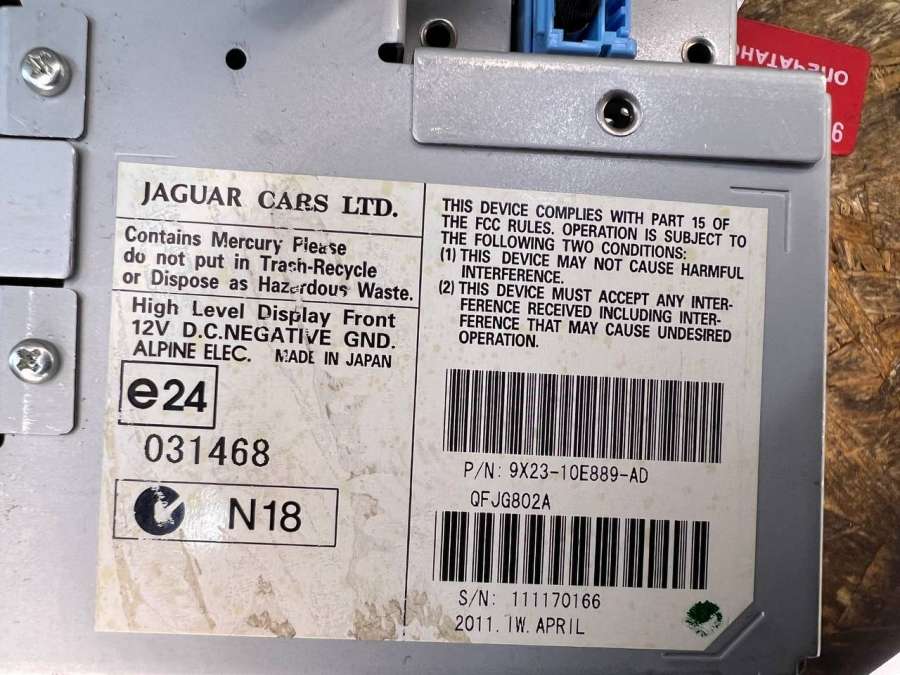 JAGUAR CARS LTD.
Contains Mercury Please
do not put in Trash-Recycle
or Dispose as Hazardous Waste.
High Level Display Front
12V D.C.NEGATIVE GND.
ALPINE ELEC. MADE IN JAPAN
e24
031468
N18
THIS DEVICE COMPLIES WITH PART 15 OF
THE FCC RULES. OPERATION IS SUBJECT TO
THE FOLLOWING TWO CONDITIONS:
(1) THIS DEVICE MAY NOT CAUSE HARMFUL
INTERFERENCE.
(2) THIS DEVICE MUST ACCEPT ANY INTER-
FERENCE RECEIVED INCLUDING INTER-
FERENCE THAT MAY CAUSE UNDESIRED
OPERATION.
P/N: 9X23-10E889-AD
QFJG802A
S/N: 111170166
2011. 1W. APRIL